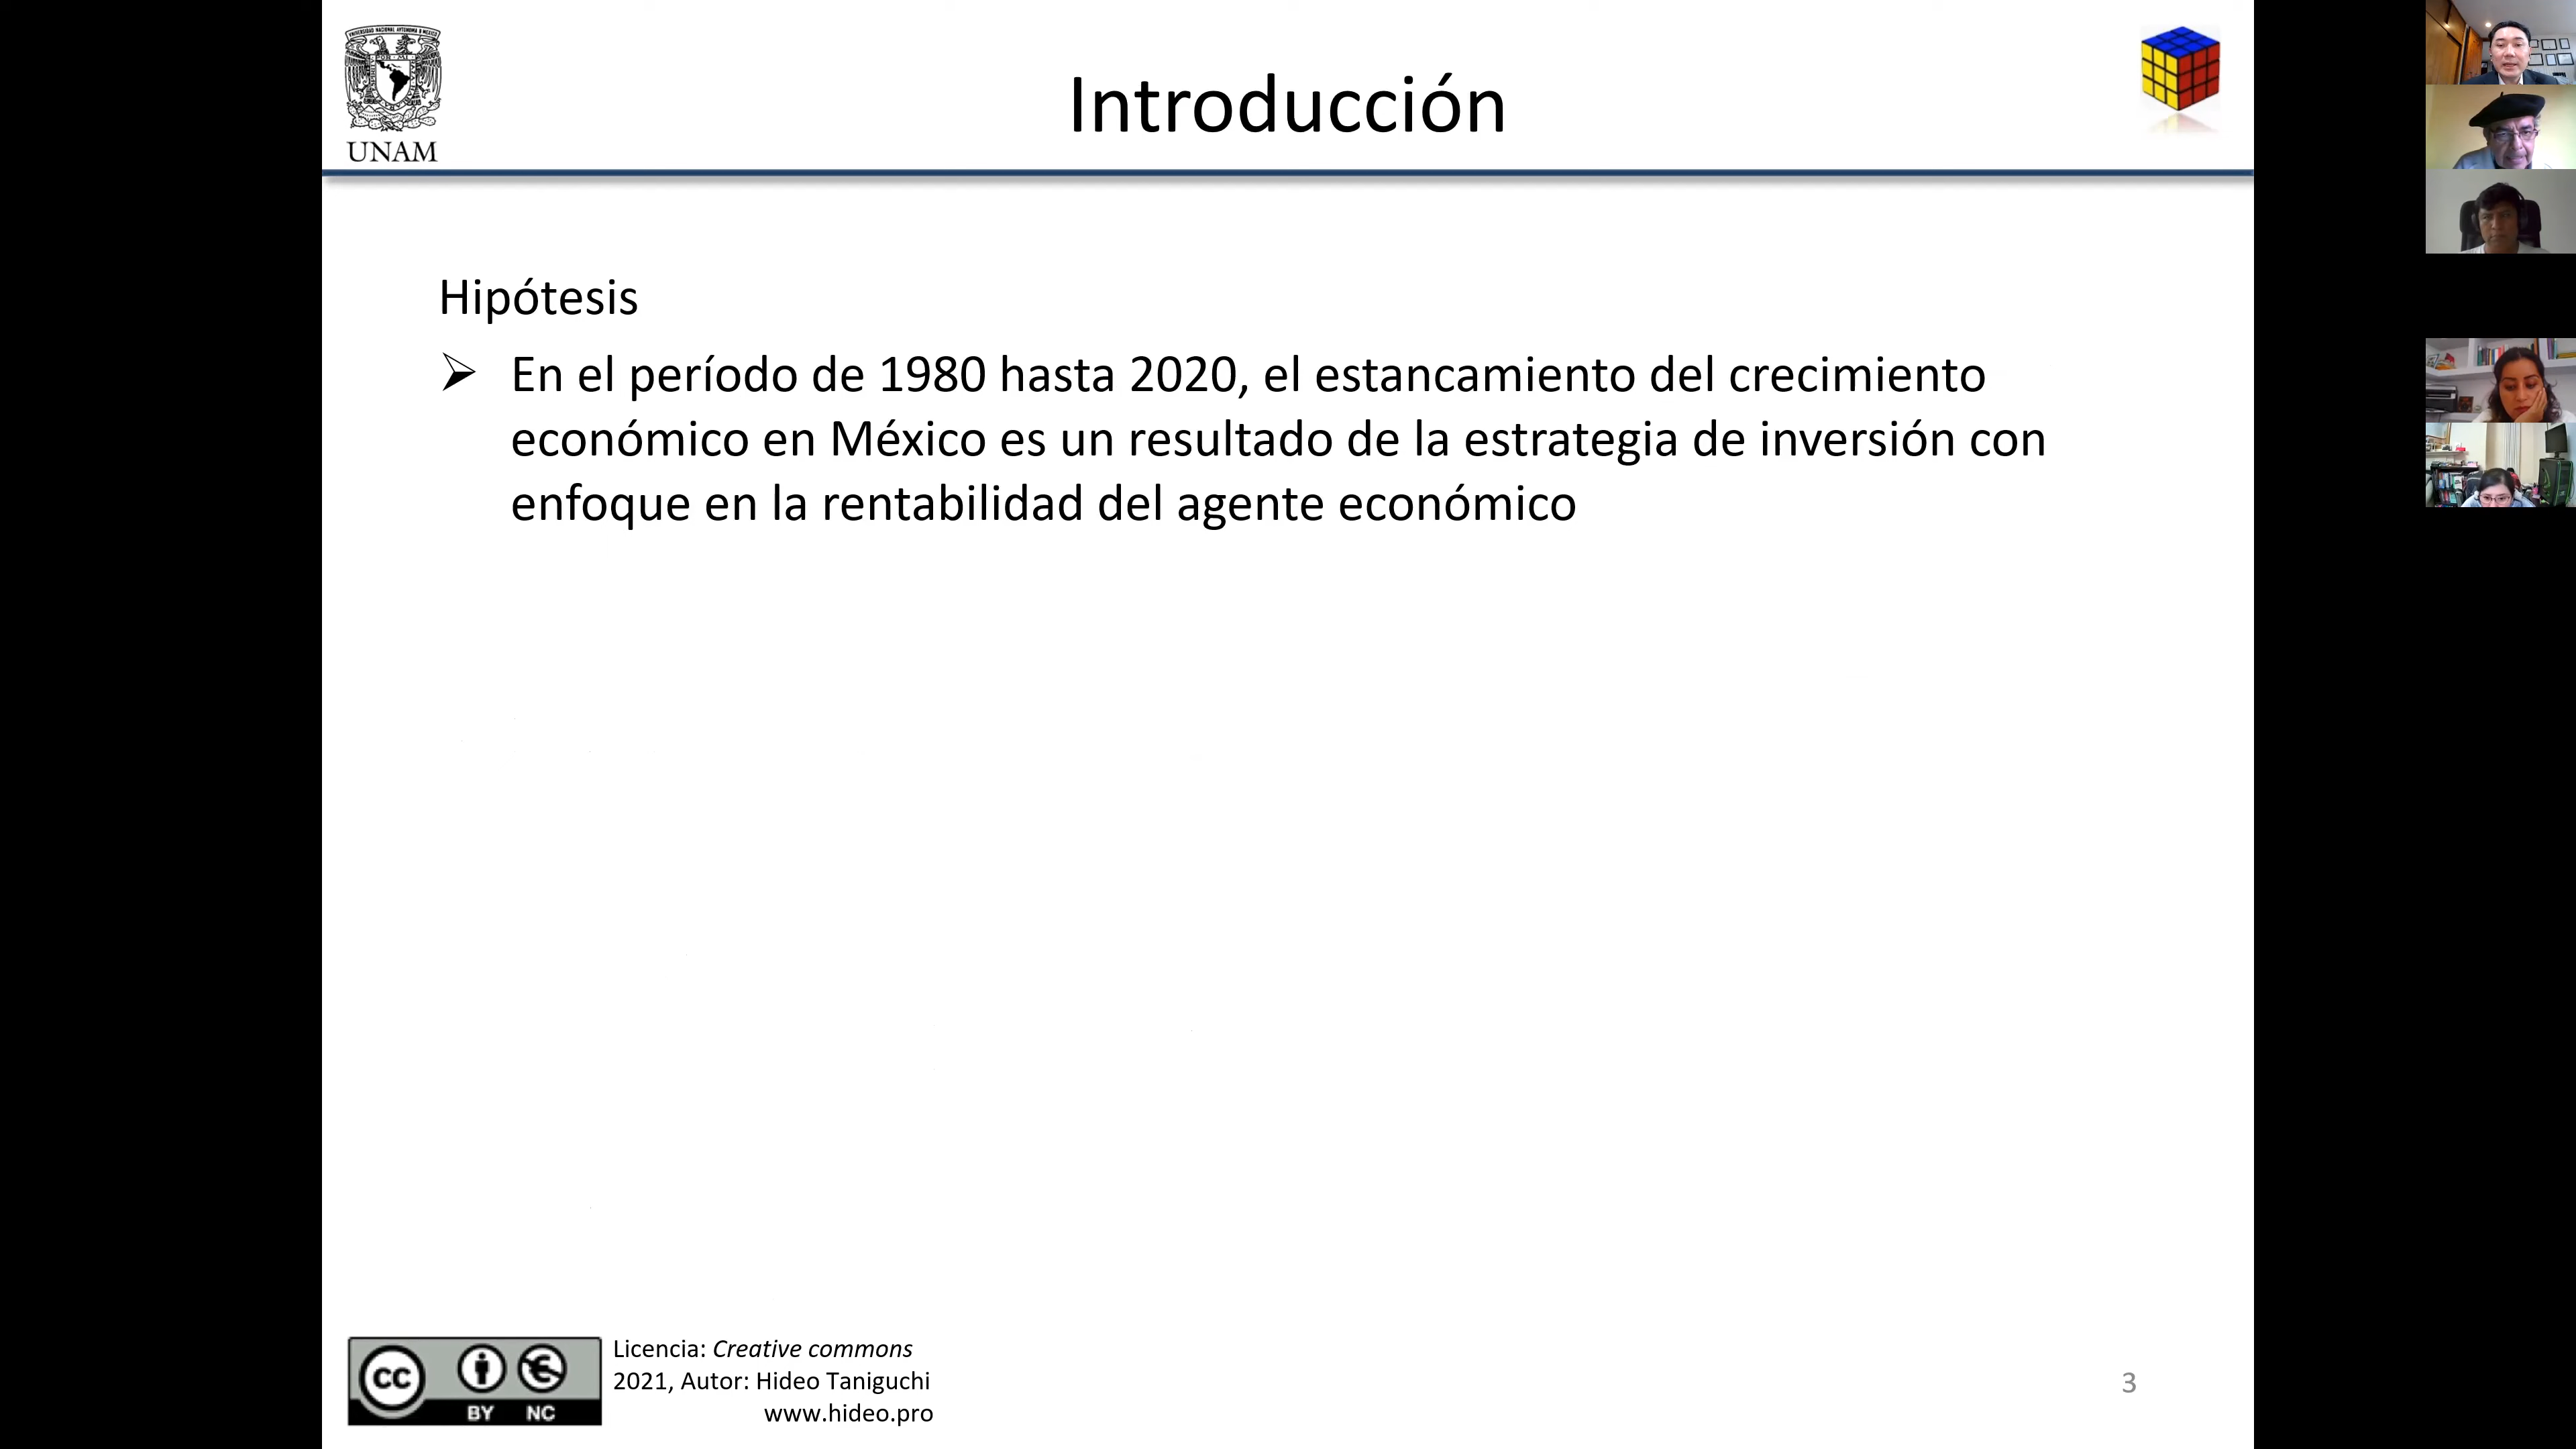 UNAM
Introducción
Hipótesis
En el período de 1980 hasta 2020, el estancamiento del crecimiento
económico en México es un resultado de la estrategia de inversión con
enfoque en la rentabilidad del agente económico
cc
BY NC
Licencia: Creative commons
2021, Autor: Hideo Taniguchi
www.hideo.pro
3